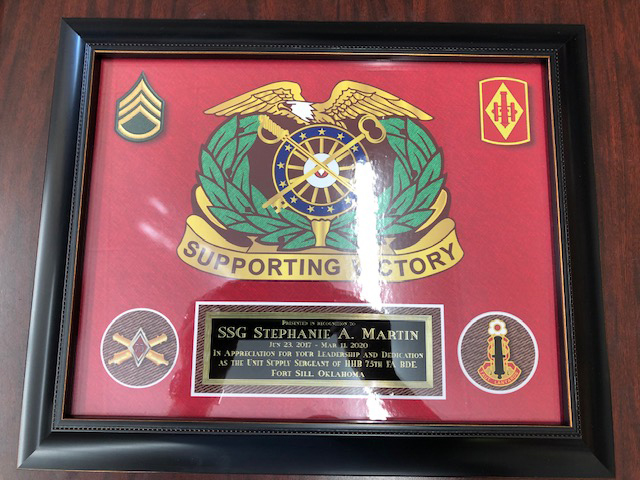 SUPPORTING VICTORY
PRESENTED IN RECOGNITION TO
SSG STEPHANIE A. MARTIN
JUN 23, 2017 - MAR 11, 2020
IN APPRECIATION FOR YOUR LEADERSHIP AND DEDICATION
AS THE UNIT SUPPLY SERGEANT OF HHB 75TH FA BDE.
FORT SILL OKLAHOMA